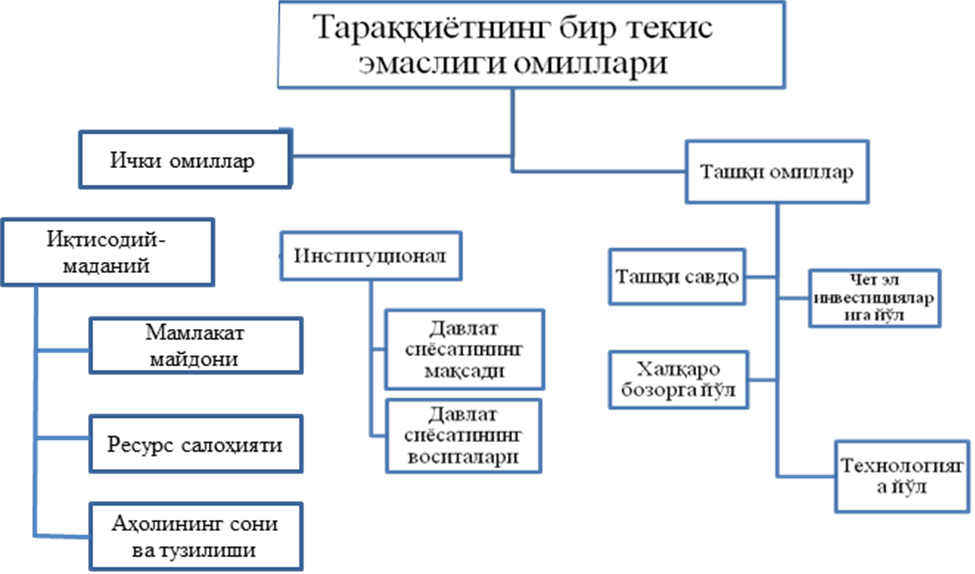 Тараққиётнинг бир текис
эмаслиги омиллари
Ички омиллар
Ташқи омиллар
Иқтисодий-
маданий
Институционал
Ташқи савдо
Чет эл
инвестициялар
ига йўл
Мамлакат
майдони
Давлат
сиёсатининг
мақсади
Халқаро
бозорга йўл
Ресурс салоҳияти
Давлат
сиёсатининг
воситалари
Технологияг
а йўл
Аҳолининг сони
ва тузилиши